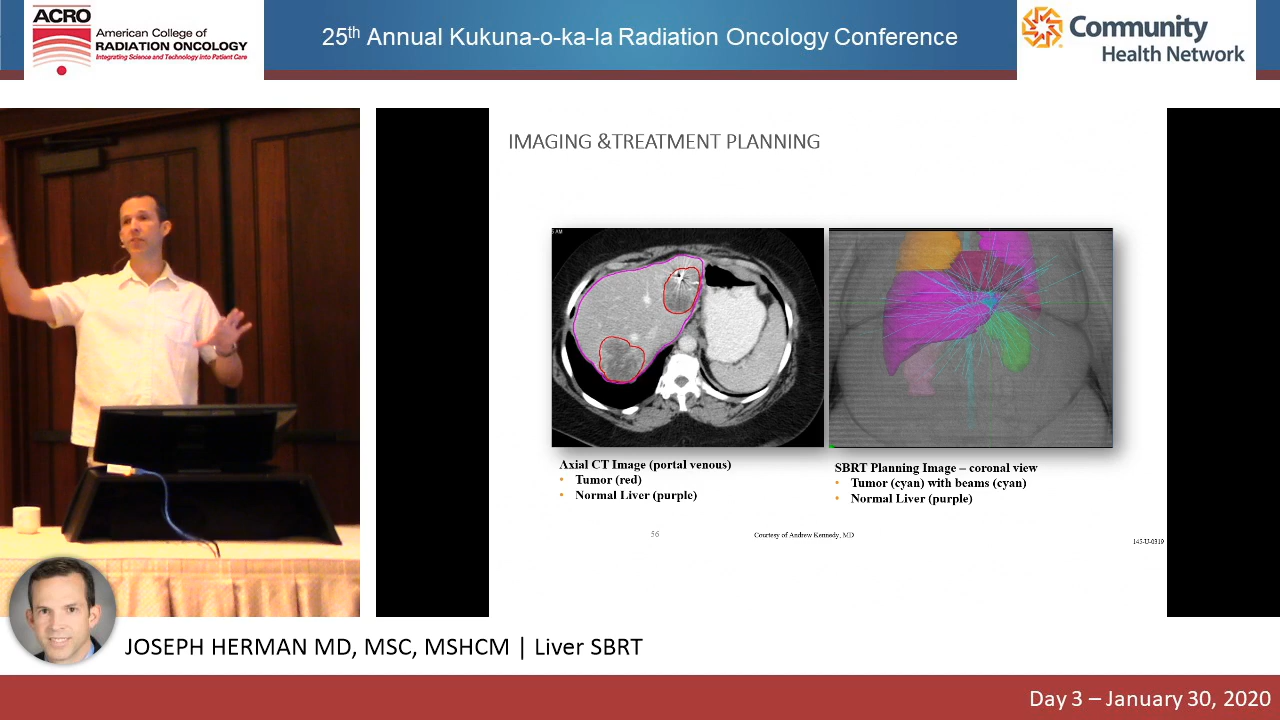 ACRO
American College of
RADIATION ONCOLOGY
Integrating Science and Technology Into Patient Care
25th Annual Kukuna-o-ka-la Radiation Oncology Conference
Community
Health Network
IMAGING &TREATMENT PLANNING
Axial CT Image (portal venous)
• Tumor (red)
• Normal Liver (purple)
SBRT Planning Image – coronal view
• Tumor (cyan) with beams (cyan)
• Normal Liver (purple)
56
Courtesy of Andrew Kennedy, MD
145-U-0319
JOSEPH HERMAN MD, MSC, MSHCM | Liver SBRT
Day 3 – January 30, 2020